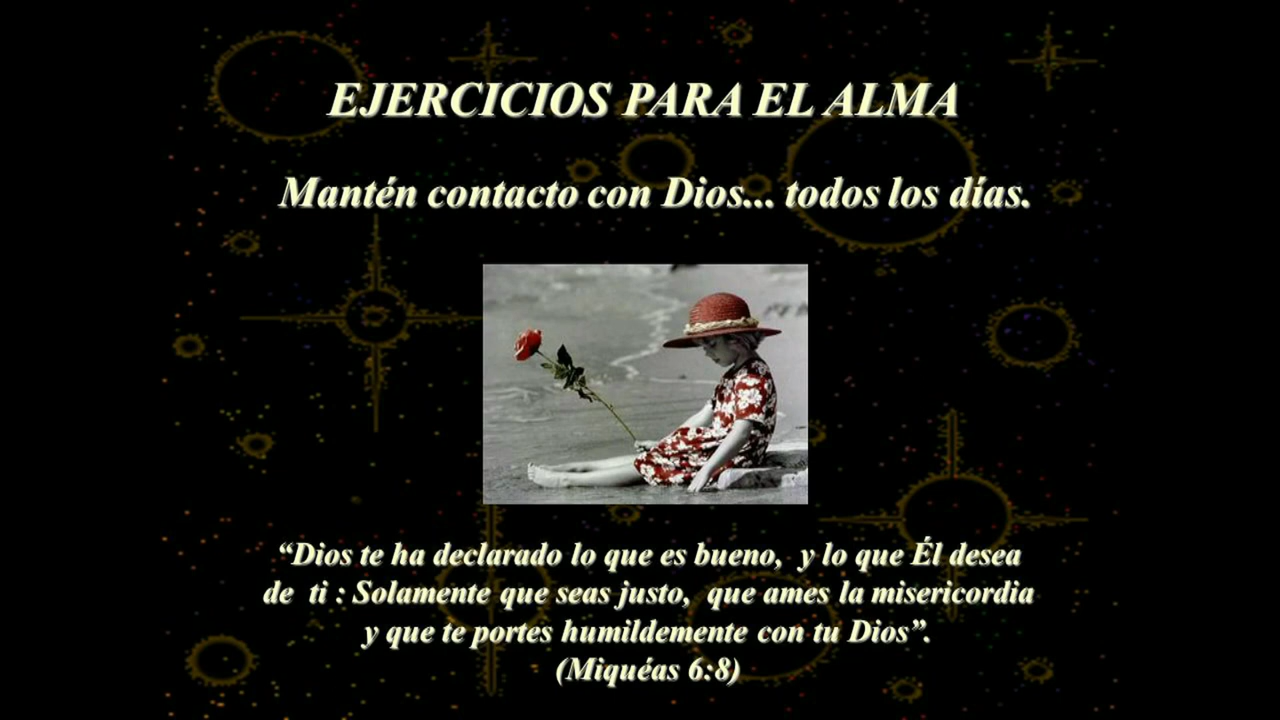 EJERCICIOS PARA EL ALMA
Mantén contacto con Dios... todos los días.
“Dios te ha declarado lo que es bueno, y lo que Él desea
de ti : Solamente que seas justo, que ames la misericordia
y que te portes humildemente con tu Dios”.
(Miquéas 6:8)